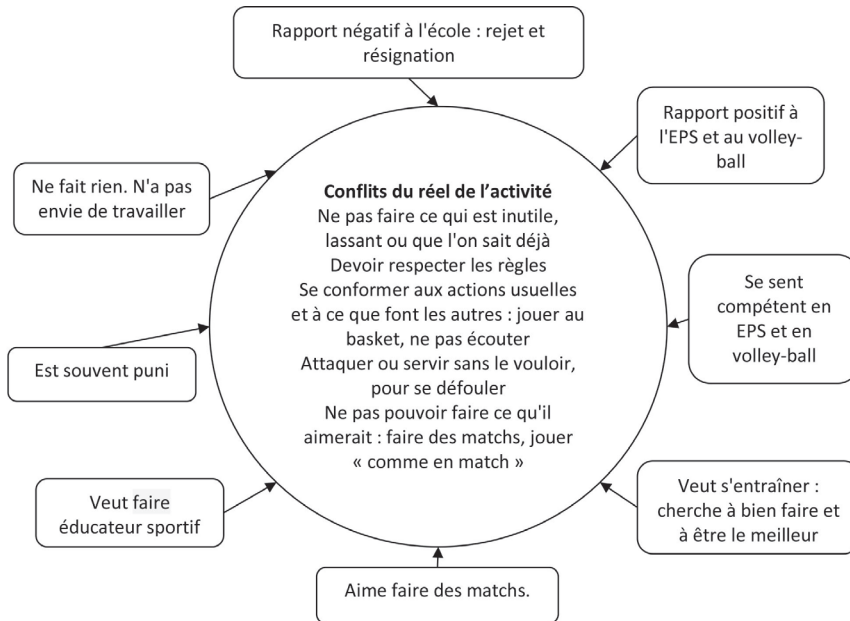 Rapport négatif à l'école : rejet et
résignation
Rapport positif à
l'EPS et au volley-
ball
Ne fait rien. N'a pas
envie de travailler
Conflits du réel de l'activité
Ne pas faire ce qui est inutile,
lassant ou que l'on sait déjà
Devoir respecter les règles
Se conformer aux actions usuelles
et à ce que font les autres : jouer au
basket, ne pas écouter
Attaquer ou servir sans le vouloir,
pour se défouler
Ne pas pouvoir faire ce qu'il
aimerait : faire des matchs, jouer
« comme en match »
Se sent
compétent en
EPS et en
volley-ball
Est souvent puni
Veut faire
éducateur sportif
Veut s'entraîner :
cherche à bien faire et
à être le meilleur
Aime faire des matchs.